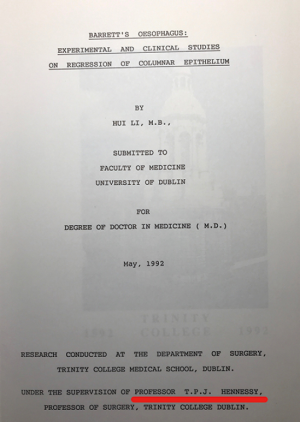 BARRETT'S OESOPHAGUS:
EXPERIMENTAL AND CLINICAL STUDIES
ON REGRESSION OF COLUMNAR EPITHELIUM
BY
HUI LI, M.B.,
SUBMITTED TO
FACULTY OF MEDICINE
UNIVERSITY OF DUBLIN
FOR
DEGREE OF DOCTOR IN MEDICINE ( M.D.)
May, 1992
TRINITY
COLLEGE
RESEARCH CONDUCTED AT THE DEPARTMENT OF SURGERY,
TRINITY COLLEGE MEDICAL SCHOOL, DUBLIN.
UNDER THE SUPERVISION OF PROFESSOR T.P.J. HENNESSY,
PROFESSOR OF SURGERY, TRINITY COLLEGE DUBLIN.